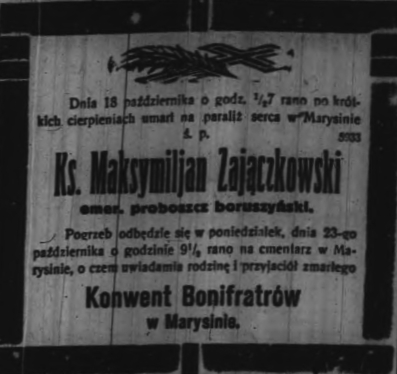 Dnia 18 października o godz. ½7 rano po krót-
kich cierpieniach umarł na paraliż serca w Marysinie
ś. p.
5933
Ks. Maksymiljan Zajączkowski
emer. proboszcz boruszyński.
Pogrzeb odbędzie się w poniedziałek, dnia 23-go
października o godzinie 9½ rano na cmentarz w Ma-
rysinie, o czem uwiadamia rodzinę i przyjaciół zmarłego
Konwent Bonifratrów
w Marysinie.